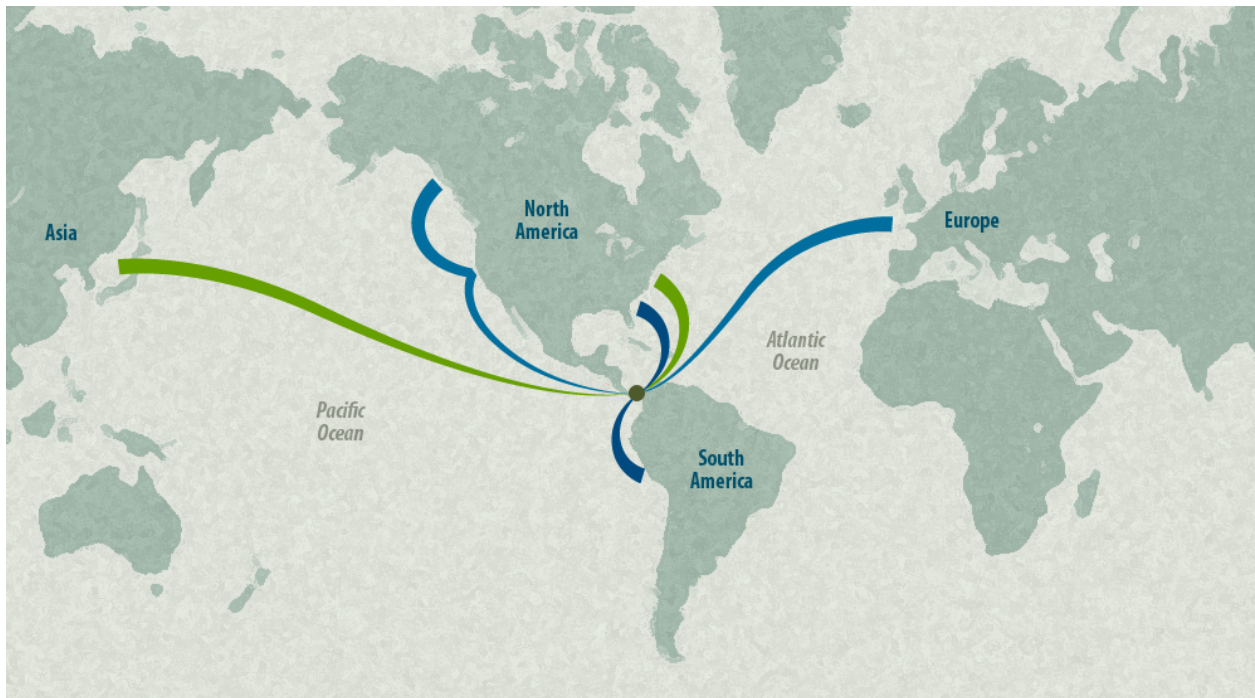 Asia
North
America
Europe
Atlantic
Ocean
Pacific
Ocean
South
America